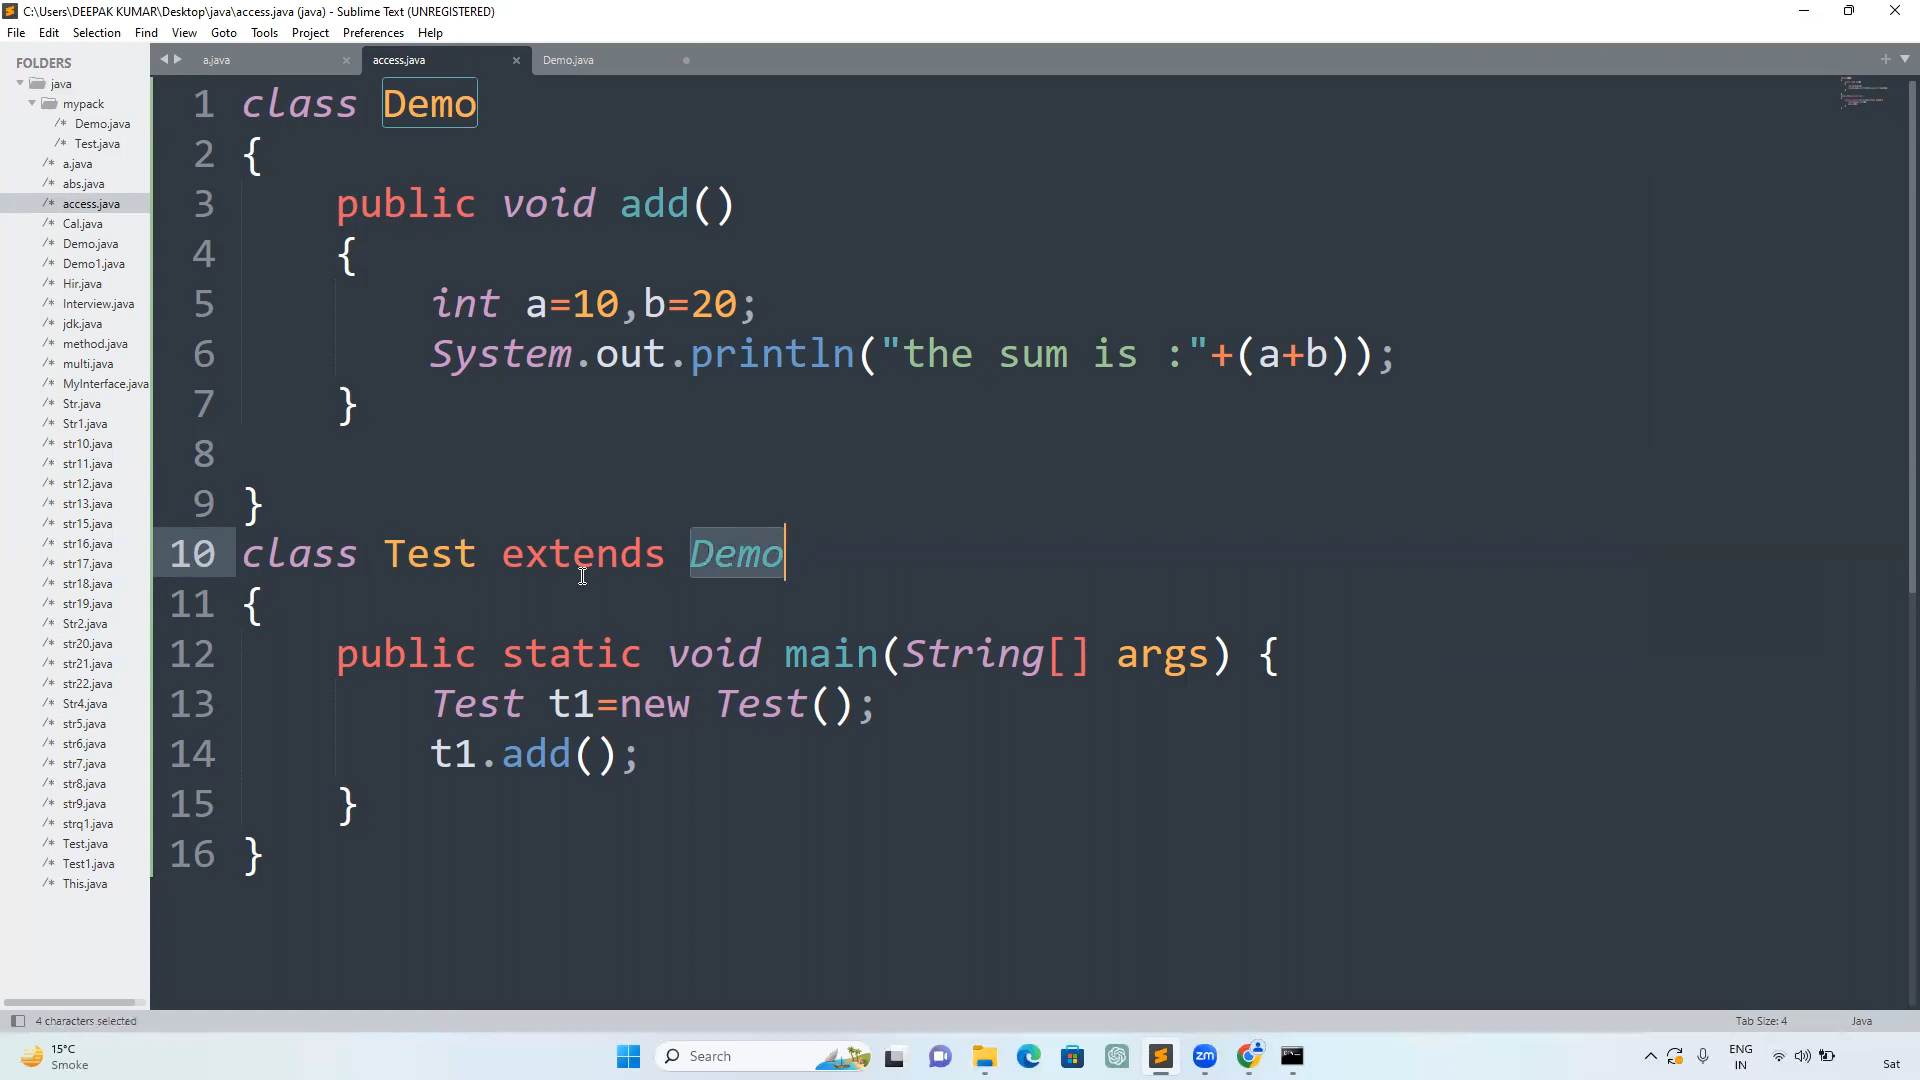 C:\Users\DEEPAK KUMAR\Desktop\java\access.java (java) - Sublime Text (UNREGISTERED)
File Edit Selection Find View Goto Tools Project Preferences Help
FOLDERS
java
mypack
/* Demo.java
/* Test.java
/* a.java
/* abs.java
/* access.java
/* Cal.java
/* Demo.java
/* Demo1.java
/* Hir.java
/* Interview.java
/* jdk.java
/* method.java
/* multi.java
/* MyInterface.java
/* Str.java
/* Str1.java
/* str10.java
/* str11.java
/* str12.java
/* str13.java
/* str15.java
/* str16.java
/* str17.java
/* str18.java
/* str19.java
/* Str2.java
/* str20.java
/* str21.java
/* str22.java
/* Str4.java
/* str5.java
/* str6.java
/* str7.java
/* str8.java
/* str9.java
/* strq1.java
/* Test.java
/* Test1.java
/* This.java
a.java access.java Demo.java
1 class Demo
2 {
3 public void add()
4 {
5 int a=10,b=20;
6 System.out.println("the sum is :"+(a+b));
7 }
8
9 }
10 class Test extends Demo
11 {
12 public static void main(String[] args) {
13 Test t1=new Test();
14 t1.add();
15 }
16 }
4 characters selected Tab Size: 4 Java
15°C
Smoke
Search
zm
ENG
IN
Sat